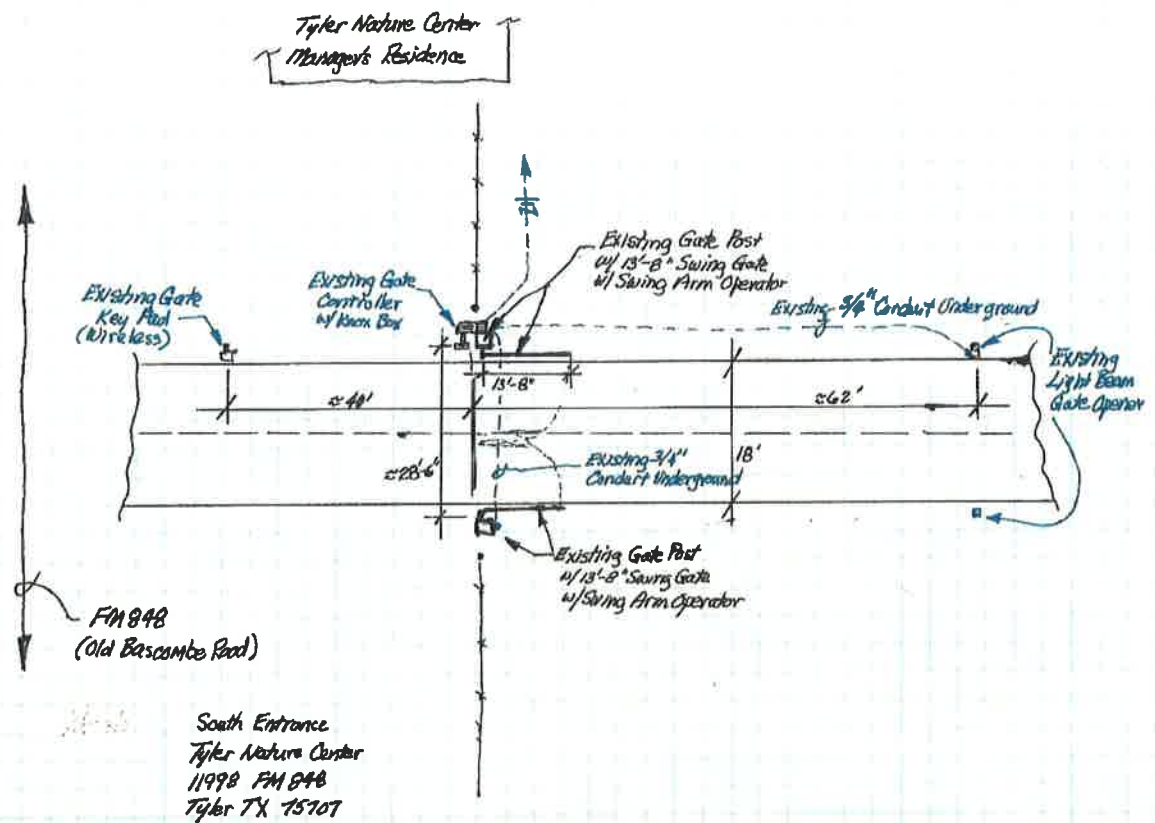 Tyler Nature Center
Manager's Residence
Existing Gate Post
w/ 13'-8" Swing Gate
w/ Swing Arm Operator
Existing Gate
Controller
w/ Knox Box
Existing Gate
Key Pad
(Wireless)
Existing 3/4" Conduit Underground
Existing
Light Beam
Gate Opener
13'-8"
≈40'
≈62'
≈28'-6"
18'
Existing 3/4"
Conduit Underground
Existing Gate Post
w/ 13'-8" Swing Gate
w/ Swing Arm Operator
FM 848
(Old Bascombe Road)
South Entrance
Tyler Nature Center
11998 FM 848
Tyler TX 75707